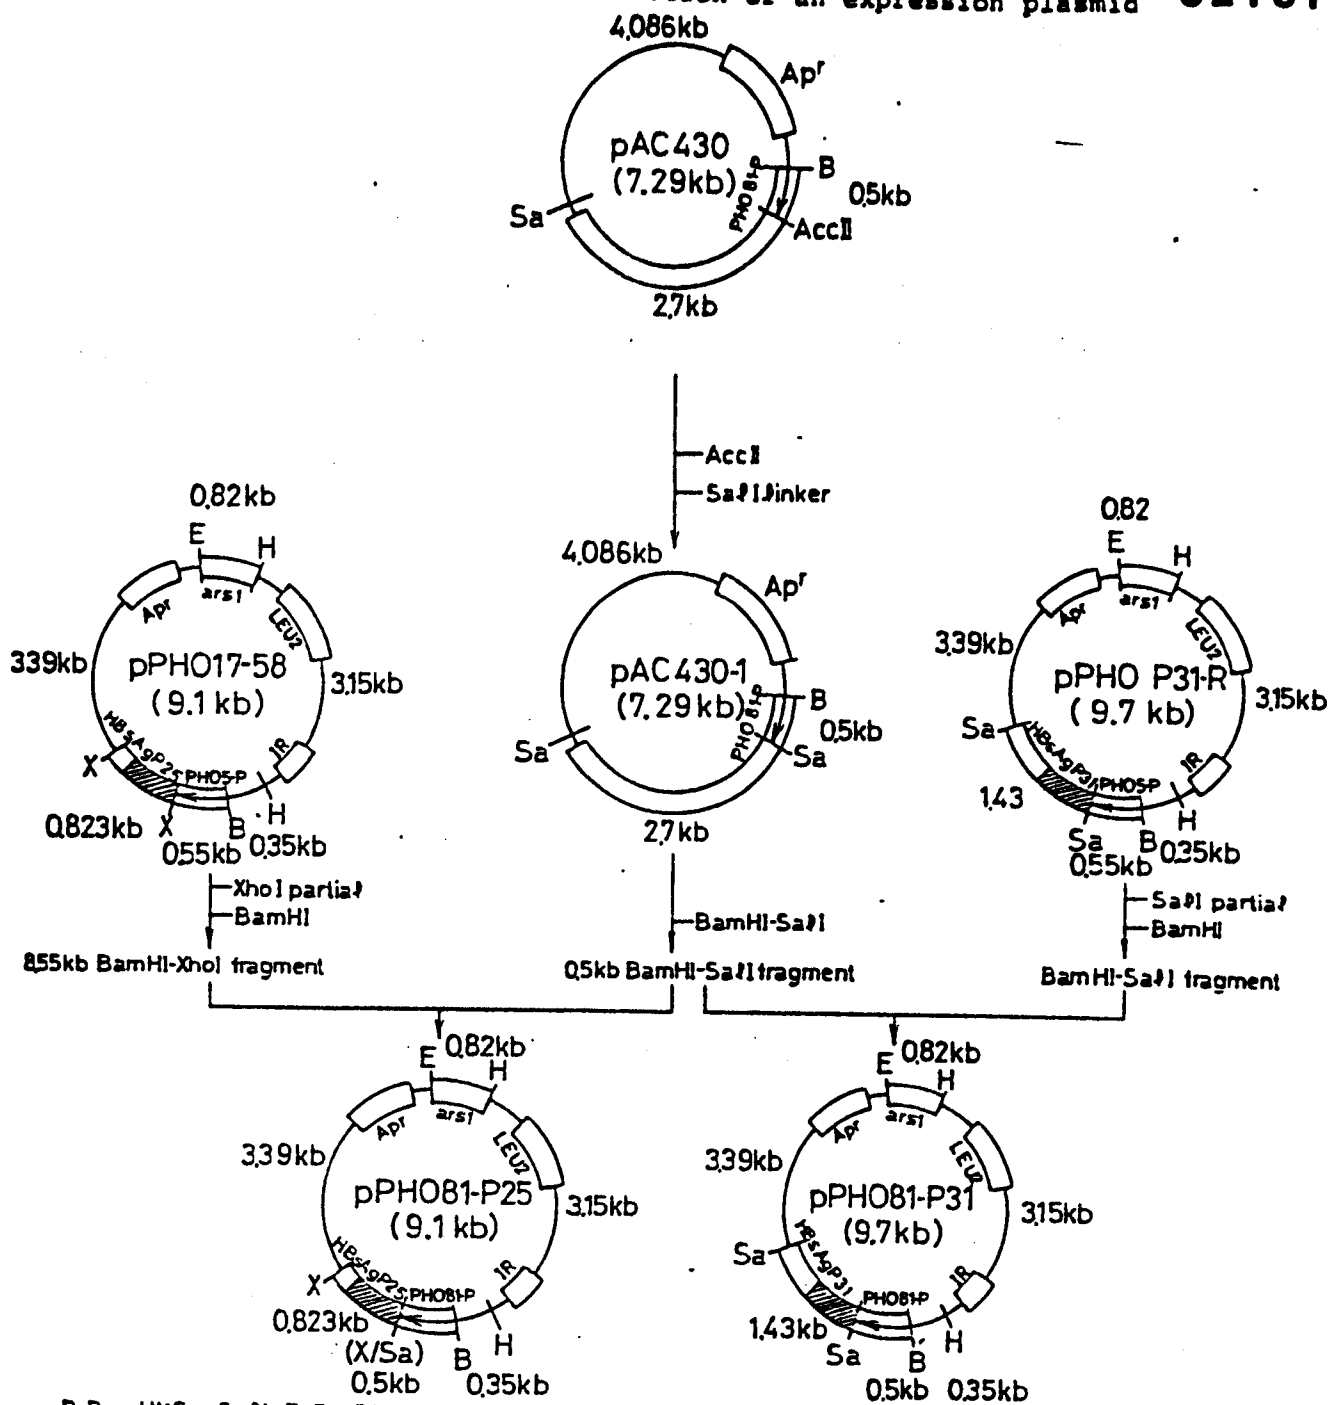 of an expression plasmid
4,086kb
Apʳ
pAC430
(7.29kb)
PHO81-P
B
0,5kb
AccⅡ
Sa
2,7kb
AccⅡ
SalI linker
0,82kb
E
H
Apr
ars1
LEU2
339kb
pPHO17-58
(9.1 kb)
3,15kb
HBsAgP25
PHO5-P
IR
X
H
0,823kb
X
B
0,35kb
0,55kb
XhoI partial
BamHI
8,55kb BamHI-XhoI fragment
4,086kb
Apʳ
pAC430-1
(7.29kb)
PHO81-P
B
0,5kb
Sa
Sa
2,7kb
BamHI-SalI
0,5kb BamHI-SalI fragment
0,82
E
H
Apr
ars1
LEU2
3,39kb
pPHO P31-R
(9.7 kb)
3,15kb
Sa
HBsAgP31
PHO5-P
IR
1,43
H
Sa
B
0,35kb
0,55kb
SalI partial
BamHI
BamHI-SalI fragment
0,82kb
E
H
Apr
ars1
LEU2
3,39kb
pPHO81-P25
(9.1 kb)
3,15kb
HBsAgP25
PHO81-P
IR
X
0,823kb
H
(X/Sa)
B
0,5kb
0,35kb
0,82kb
E
H
Apr
ars1
LEU2
3,39kb
pPHO81-P31
(9,7kb)
3,15kb
Sa
HBsAgP31
PHO81-P
IR
1,43kb
H
Sa
B
0,5kb
0,35kb